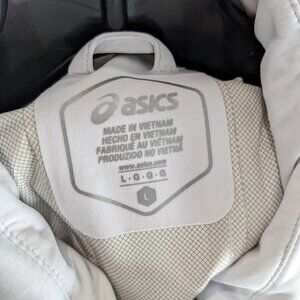 asics
MADE IN VIETNAM
HECHO EN VIETNAM
FABRIQUÉ AU VIETNAM
PRODUZIDO NO VIETNÃ
www.asics.com
L·G·G·G
L